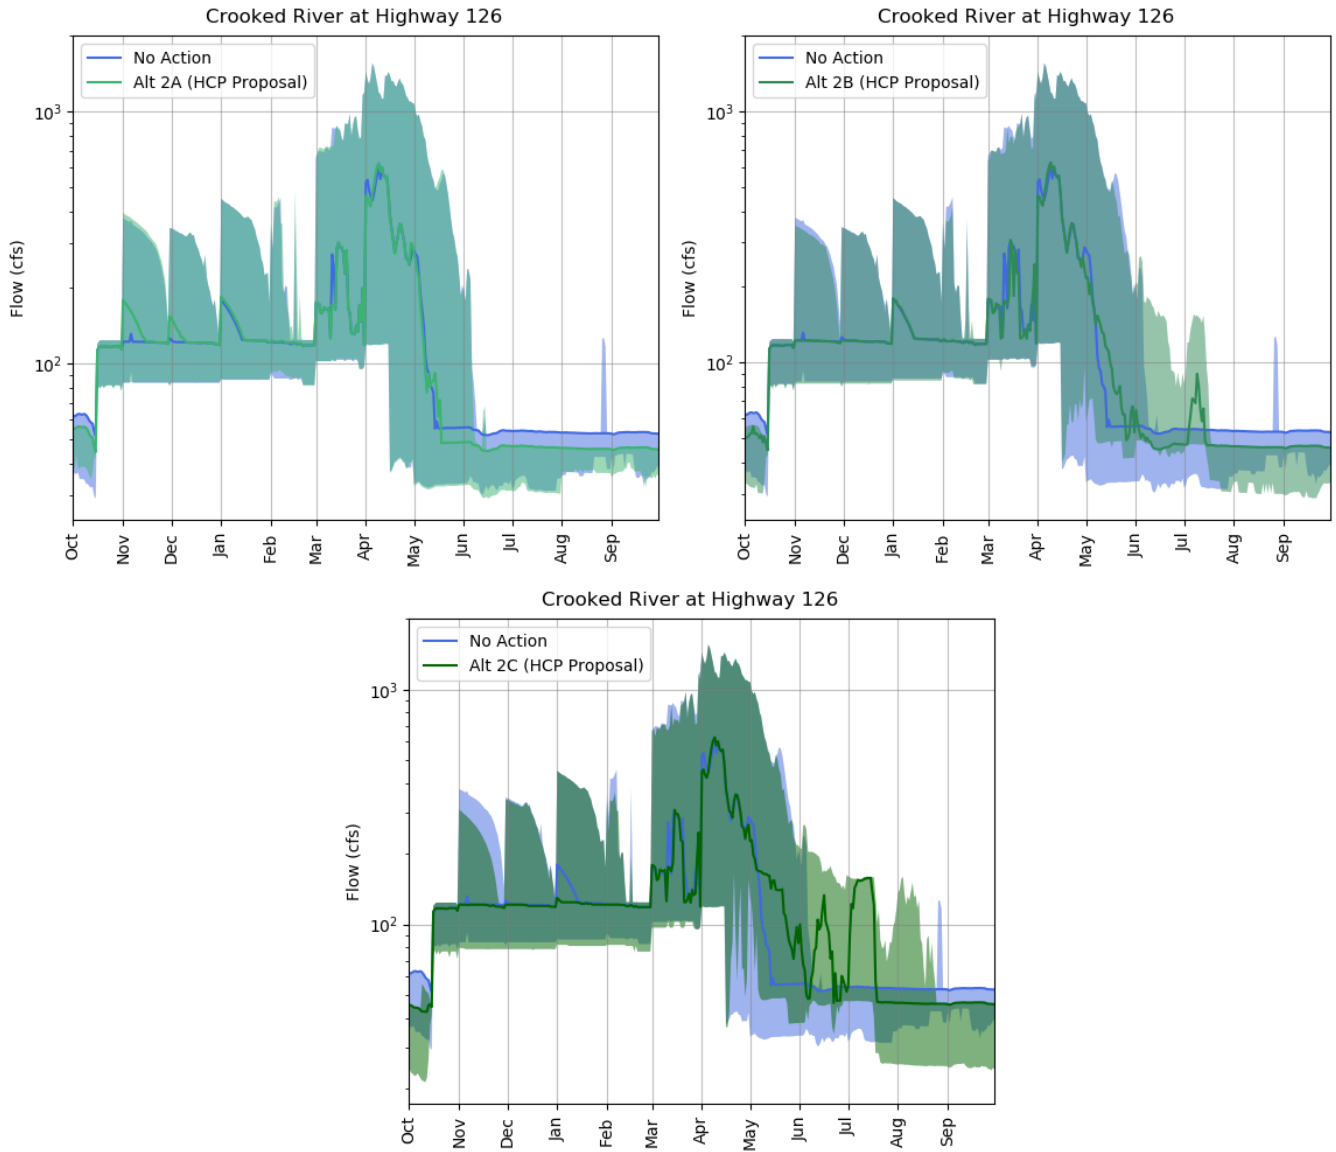 Crooked River at Highway 126
No Action
Alt 2A (HCP Proposal)
Flow (cfs)
10³
10²
Oct Nov Dec Jan Feb Mar Apr May Jun Jul Aug Sep
Crooked River at Highway 126
No Action
Alt 2B (HCP Proposal)
Flow (cfs)
10³
10²
Oct Nov Dec Jan Feb Mar Apr May Jun Jul Aug Sep
Crooked River at Highway 126
No Action
Alt 2C (HCP Proposal)
Flow (cfs)
10³
10²
Oct Nov Dec Jan Feb Mar Apr May Jun Jul Aug Sep